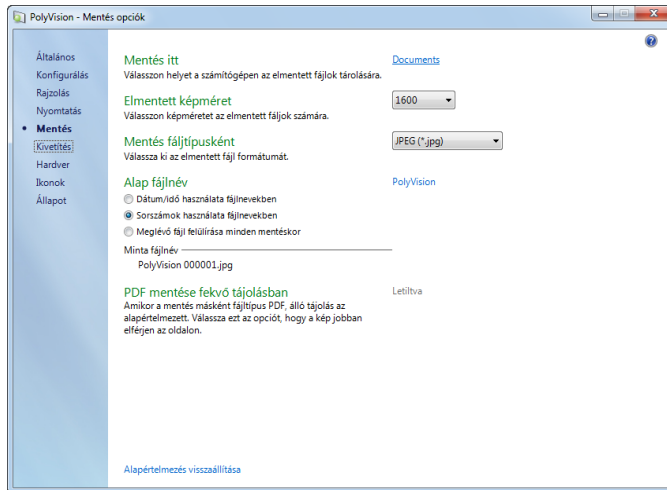 PolyVision - Mentés opciók
Általános
Konfigurálás
Rajzolás
Nyomtatás
Mentés
Kivetítés
Hardver
Ikonok
Állapot
Mentés itt
Documents
Válasszon helyet a számítógépen az elmentett fájlok tárolására.
Elmentett képméret
1600
Válasszon képméretet az elmentett fáljok számára.
Mentés fáljtípusként
JPEG (*.jpg)
Válassza ki az elmentett fájl formátumát.
Alap fájlnév
PolyVision
Dátum/idő használata fájlnevekben
Sorszámok használata fájlnevekben
Meglévő fájl felülírása minden mentéskor
Minta fájlnév
PolyVision 000001.jpg
PDF mentése fekvő tájolásban
Letiltva
Amikor a mentés másként fájltípus PDF, álló tájolás az
alapértelmezett. Válassza ezt az opciót, hogy a kép jobban
elférjen az oldalon.
Alapértelmezés visszaállítása